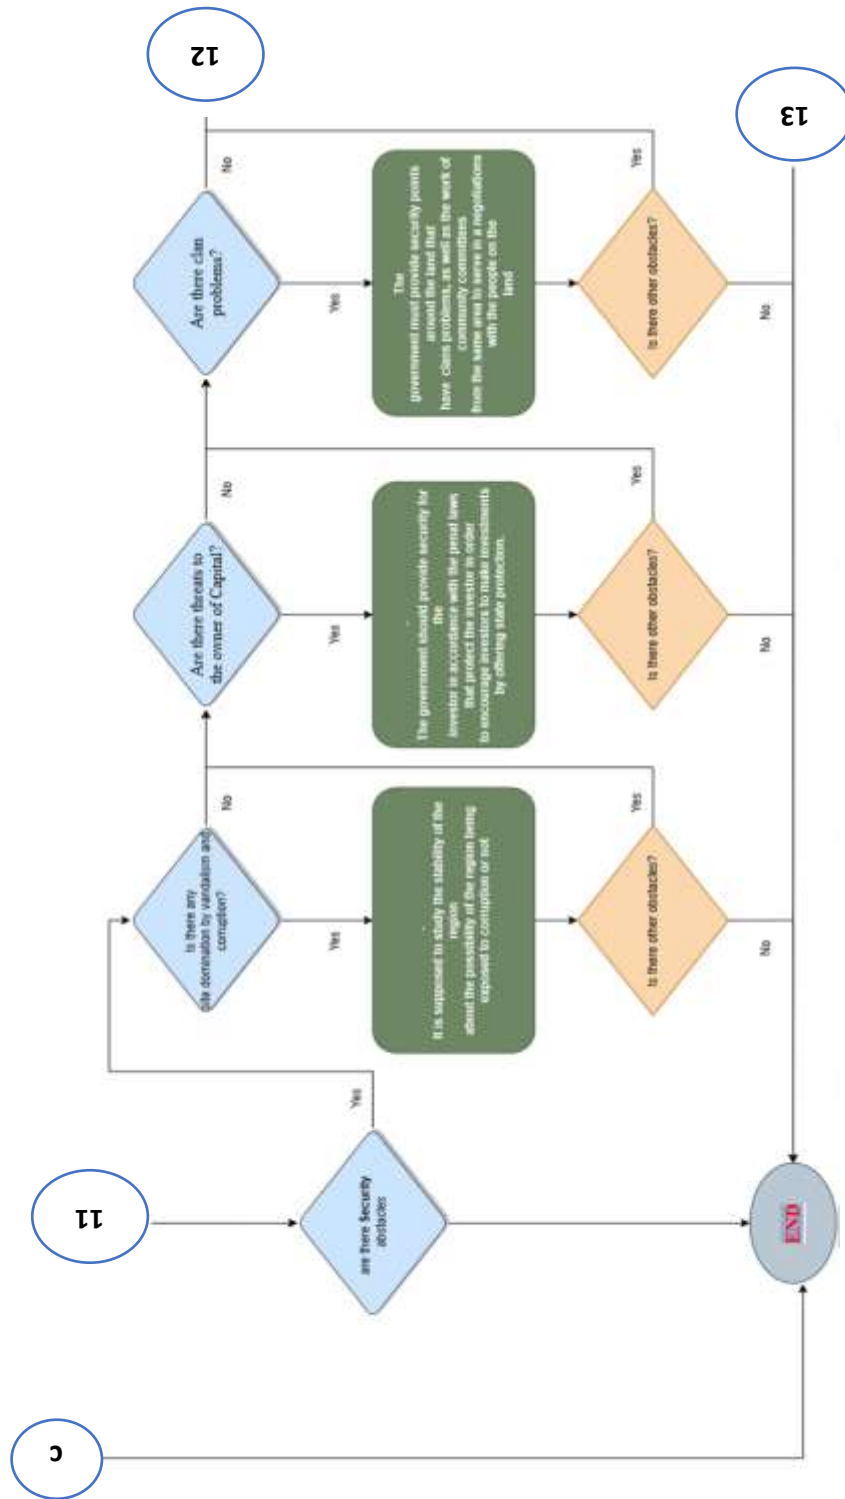 c
11
are there Security
abstacles
Yes
END
Is there any
site domination by vandalism and
corruption?
No
Yes
It is supposed to study the stability of the
region
about the possibility of the region being
exposed to corruption or not
Is there other obstacles?
Yes
No
Are there threats to
the owner of Capital?
No
Yes
The government should provide security for
the
investor in accordance with the penal laws
that protect the investor in order
to encourage investors to make investments
by offering state protection.
Is there other obstacles?
Yes
No
Are there clan
problems?
No
Yes
The
government must provide security points
around the land that
have clans problems, as well as the work of
community committees
from the same area to serve in a negotiations
with the people on the
land
Is there other obstacles?
Yes
No
12
13